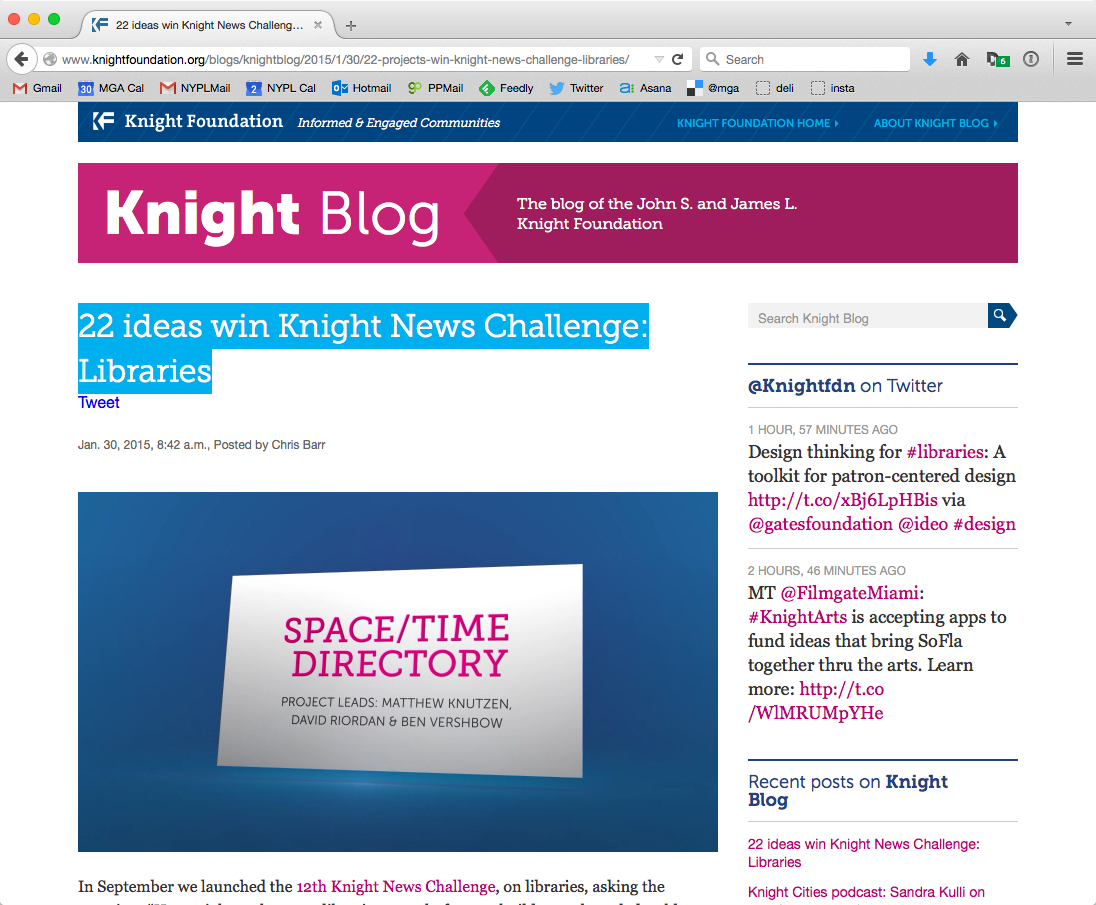 22 ideas win Knight News Challeng…
www.knightfoundation.org/blogs/knightblog/2015/1/30/22-projects-win-knight-news-challenge-libraries/
Search
6
Gmail
30 MGA Cal
NYPLMail
2 NYPL Cal
Hotmail
PPMail
Feedly
Twitter
Asana
@mga
deli
insta
Knight Foundation Informed & Engaged Communities
KNIGHT FOUNDATION HOME
ABOUT KNIGHT BLOG
Knight Blog
The blog of the John S. and James L.
Knight Foundation
22 ideas win Knight News Challenge:
Libraries
Tweet
Jan. 30, 2015, 8:42 a.m., Posted by Chris Barr
SPACE/TIME
DIRECTORY
PROJECT LEADS: MATTHEW KNUTZEN,
DAVID RIORDAN & BEN VERSHBOW
In September we launched the 12th Knight News Challenge, on libraries, asking the
Search Knight Blog
@Knightfdn on Twitter
1 HOUR, 57 MINUTES AGO
Design thinking for #libraries: A
toolkit for patron-centered design
http://t.co/xBj6LpHBis via
@gatesfoundation @ideo #design
2 HOURS, 46 MINUTES AGO
MT @FilmgateMiami:
#KnightArts is accepting apps to
fund ideas that bring SoFla
together thru the arts. Learn
more: http://t.co
/WlMRUMpYHe
Recent posts on Knight
Blog
22 ideas win Knight News Challenge:
Libraries
Knight Cities podcast: Sandra Kulli on